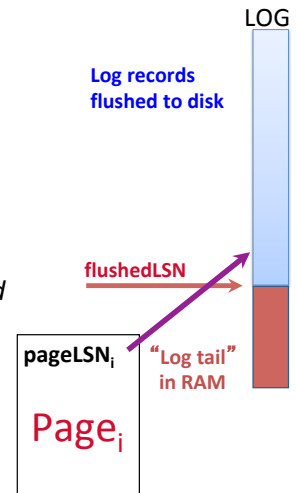 LOG
Log records
flushed to disk
flushedLSN
d
pageLSNi
“Log tail”
in RAM
Pagei